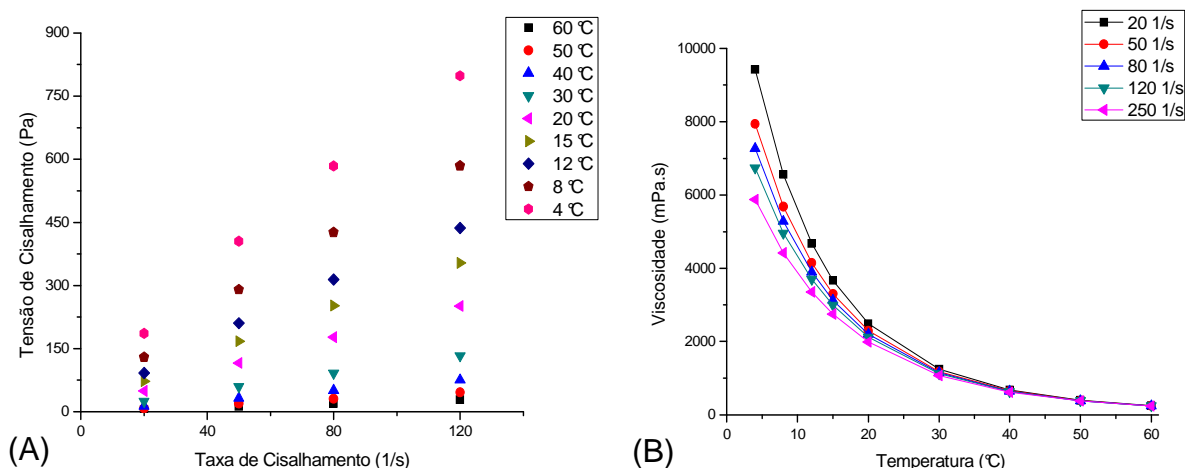 900
750
600
450
300
150
0
Tensão de Cisalhamento (Pa)
0
40
80
120
Taxa de Cisalhamento (1/s)
60 °C
50 °C
40 °C
30 °C
20 °C
15 °C
12 °C
8 °C
4 °C
(A)
10000
8000
6000
4000
2000
0
Viscosidade (mPa.s)
0
10
20
30
40
50
60
Temperatura (°C)
20 1/s
50 1/s
80 1/s
120 1/s
250 1/s
(B)